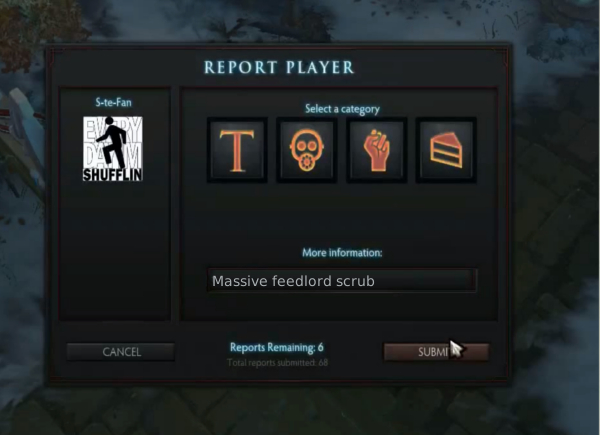 REPORT PLAYER
S-te-Fan
EVERY
DAY I'M
SHUFFLIN
Select a category
T
More information:
Massive feedlord scrub
CANCEL
Reports Remaining: 6
Total reports submitted: 68
SUBMI